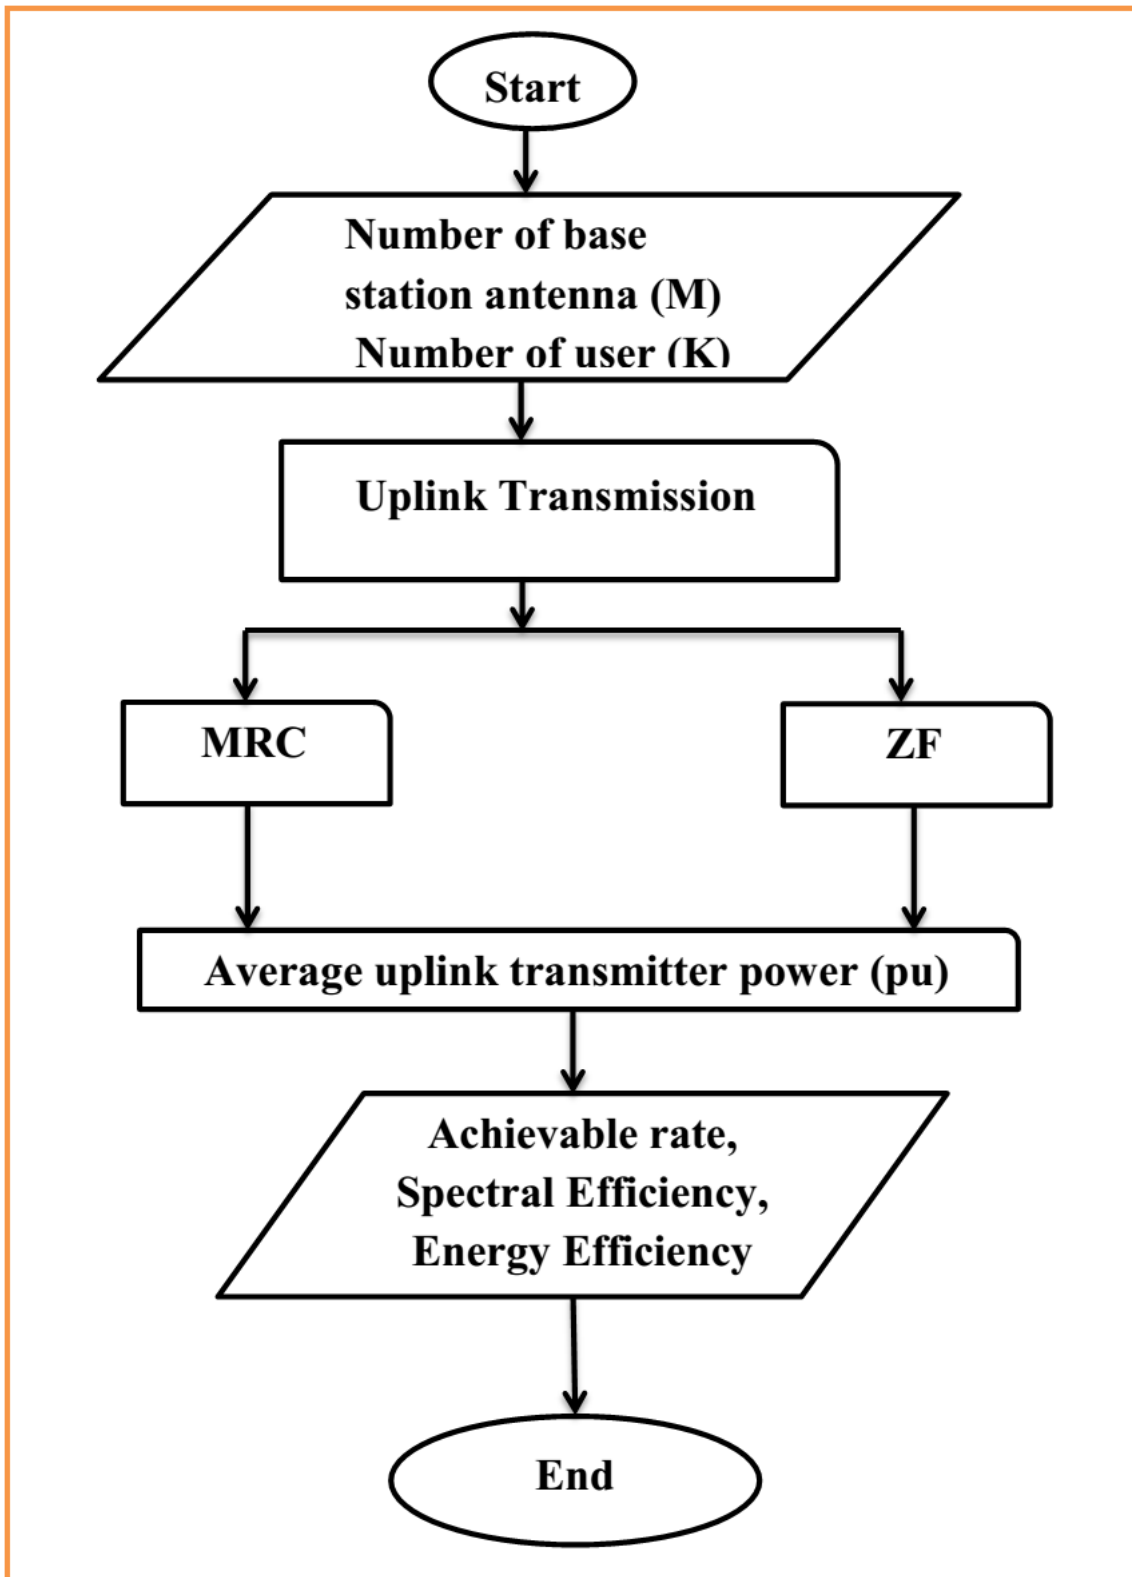 Start
Number of base
station antenna (M)
Number of user (K)
Uplink Transmission
MRC
ZF
Average uplink transmitter power (pu)
Achievable rate,
Spectral Efficiency,
Energy Efficiency
End